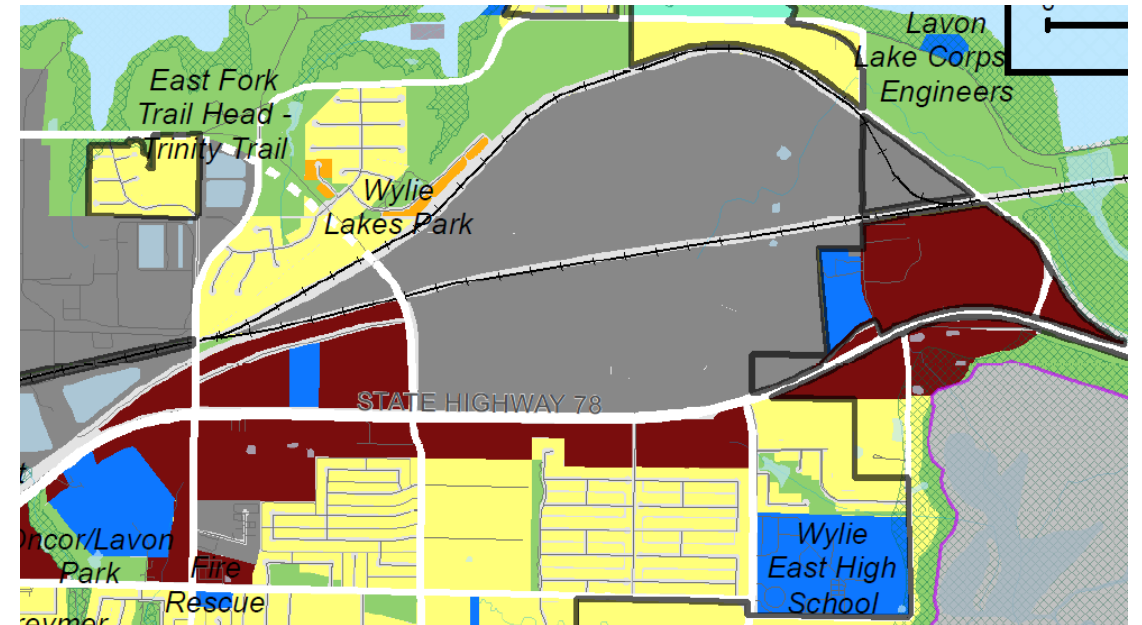 Lavon
Lake Corps
Engineers
East Fork
Trail Head -
Trinity Trail
Wylie
Lakes Park
STATE HIGHWAY 78
Oncor/Lavon
Park
Fire
Rescue
Wylie
East High
School